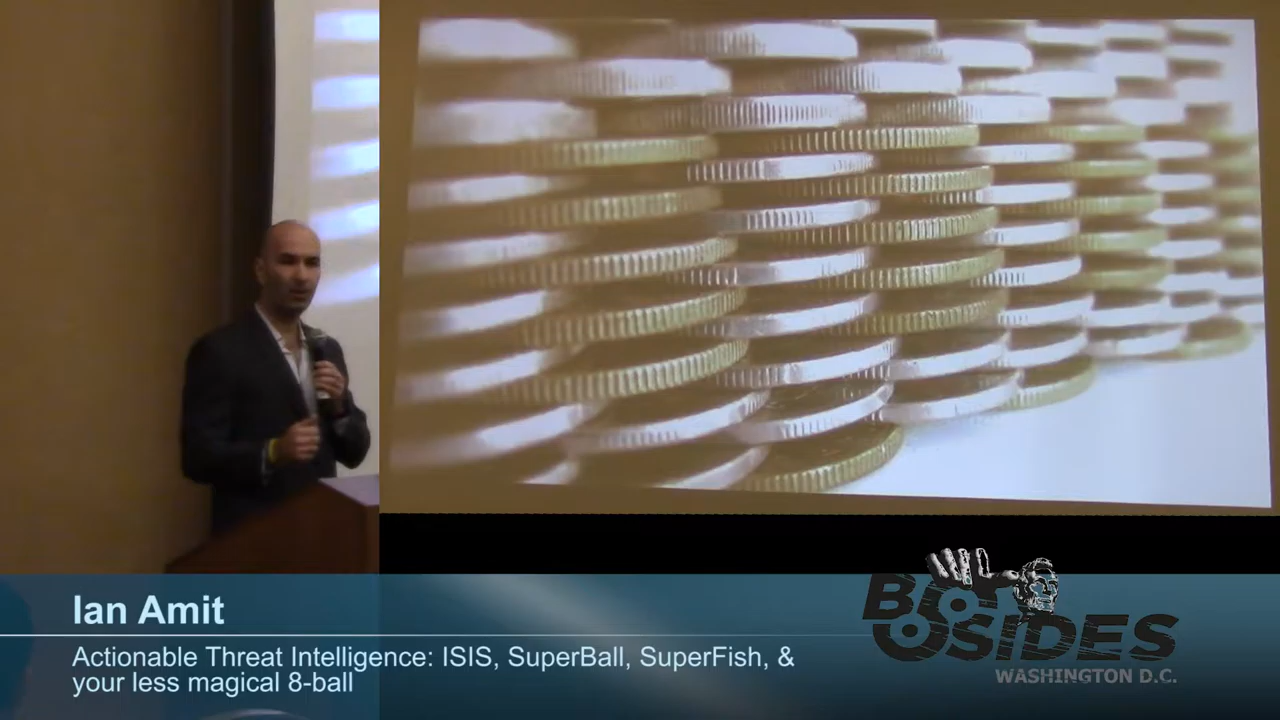 Ian Amit
Actionable Threat Intelligence: ISIS, SuperBall, SuperFish, &
your less magical 8-ball
BSIDES
WASHINGTON D.C.